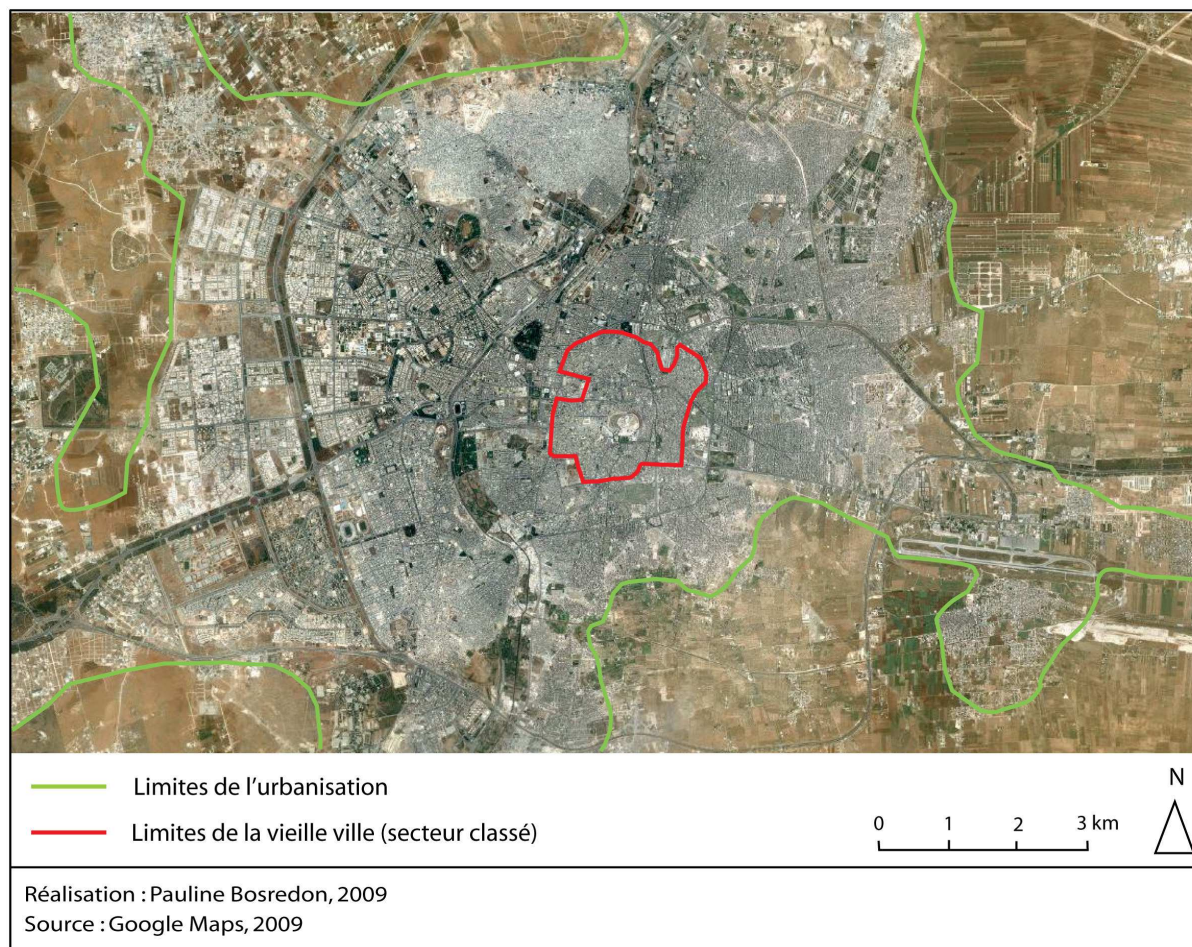 Limites de l'urbanisation
Limites de la vieille ville (secteur classé)
0 1 2 3 km
N
Réalisation : Pauline Bosredon, 2009
Source : Google Maps, 2009